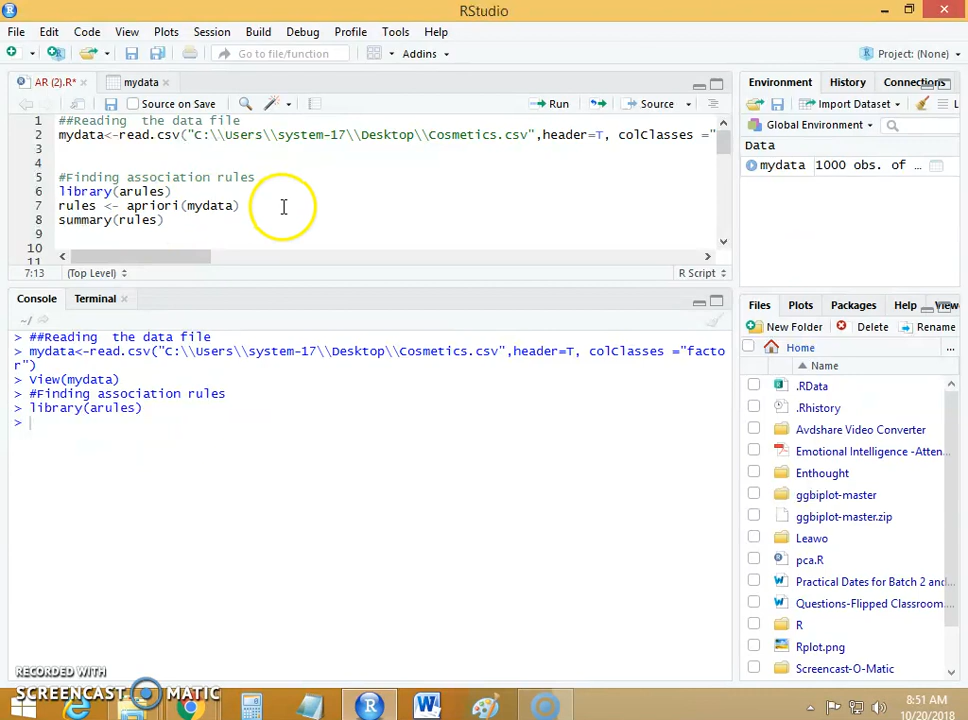 RStudio
File Edit Code View Plots Session Build Debug Profile Tools Help
Go to file/function Addins Project: (None)
AR (2).R* mydata
Source on Save Run Source
1 ##Reading  the data file
2 mydata<-read.csv("C:\\Users\\system-17\\Desktop\\Cosmetics.csv",header=T, colClasses ="
3
4
5 #Finding association rules
6 library(arules)
7 rules <- apriori(mydata)
8 summary(rules)
9
10
11
7:13 (Top Level) R Script
Console Terminal
~/
> ##Reading  the data file
> mydata<-read.csv("C:\\Users\\system-17\\Desktop\\Cosmetics.csv",header=T, colClasses ="facto
r")
> View(mydata)
> #Finding association rules
> library(arules)
>
Environment History Connections
Import Dataset L
Global Environment
Data
mydata 1000 obs. of ...
Files Plots Packages Help View
New Folder Delete Rename
Home ...
Name
.RData
.Rhistory
Avdshare Video Converter
Emotional Intelligence -Atten...
Enthought
ggbiplot-master
ggbiplot-master.zip
Leawo
pca.R
Practical Dates for Batch 2 and...
Questions-Flipped Classroom...
R
Rplot.png
Screencast-O-Matic
RECORDED WITH
SCREENCAST MATIC
8:51 AM
10/20/2018